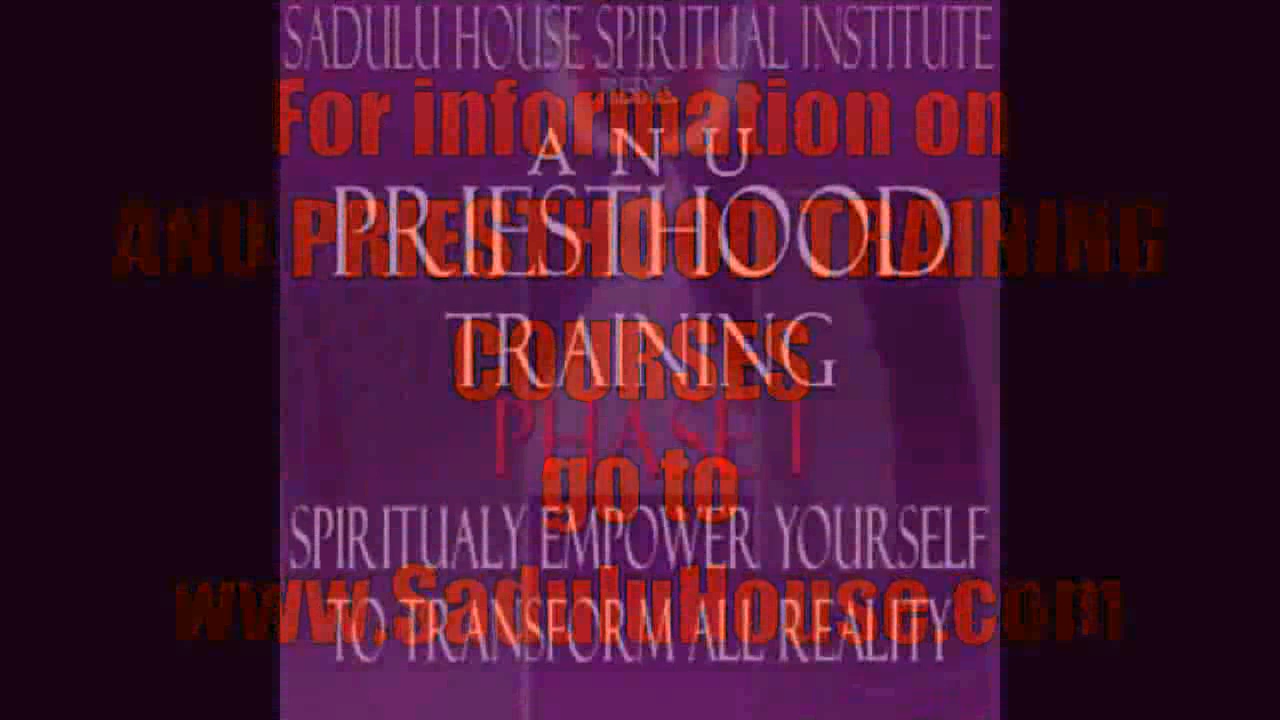 SADULU HOUSE SPIRITUAL INSTITUTE
For information on
ANU
PRIESTHOOD
ANU PRIESTHOOD TRAINING
TRAINING
COURSES
PHASE I
go to
SPIRITUALY EMPOWER YOURSELF
www.SaduluHouse.com
TO TRANSFORM ALL REALITY